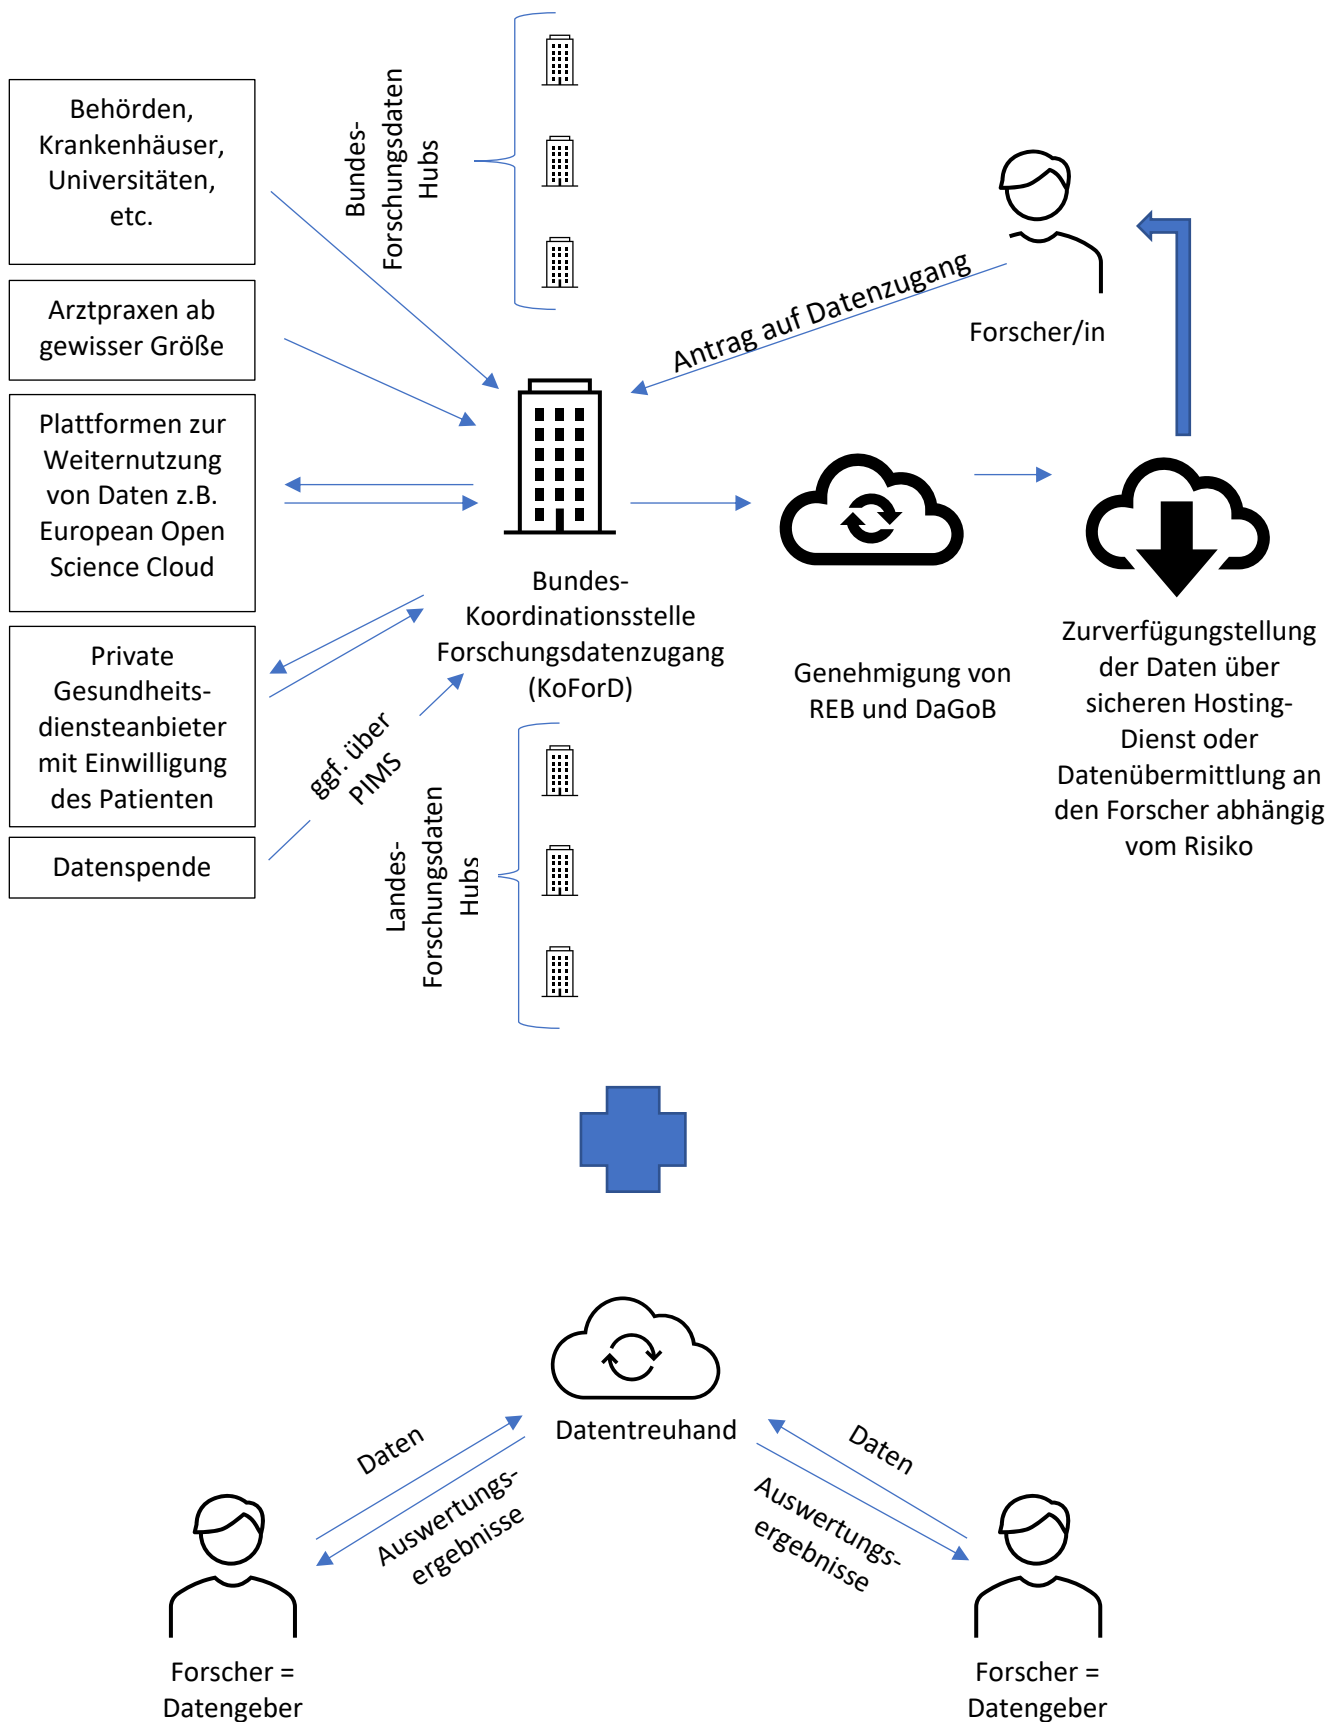 Behörden,
Krankenhäuser,
Universitäten,
etc.
Arztpraxen ab
gewisser Größe
Plattformen zur
Weiternutzung
von Daten z.B.
European Open
Science Cloud
Private
Gesundheits-
diensteanbieter
mit Einwilligung
des Patienten
Datenspende
Bundes-
Forschungsdaten
Hubs
Antrag auf Datenzugang
Forscher/in
Bundes-
Koordinationsstelle
Forschungsdatenzugang
(KoForD)
ggf. über
PIMS
Landes-
Forschungsdaten
Hubs
Genehmigung von
REB und DaGoB
Zurverfügungstellung
der Daten über
sicheren Hosting-
Dienst oder
Datenübermittlung an
den Forscher abhängig
vom Risiko
Datentreuhand
Daten
Auswertungs-
ergebnisse
Daten
Auswertungs-
ergebnisse
Forscher =
Datengeber
Forscher =
Datengeber